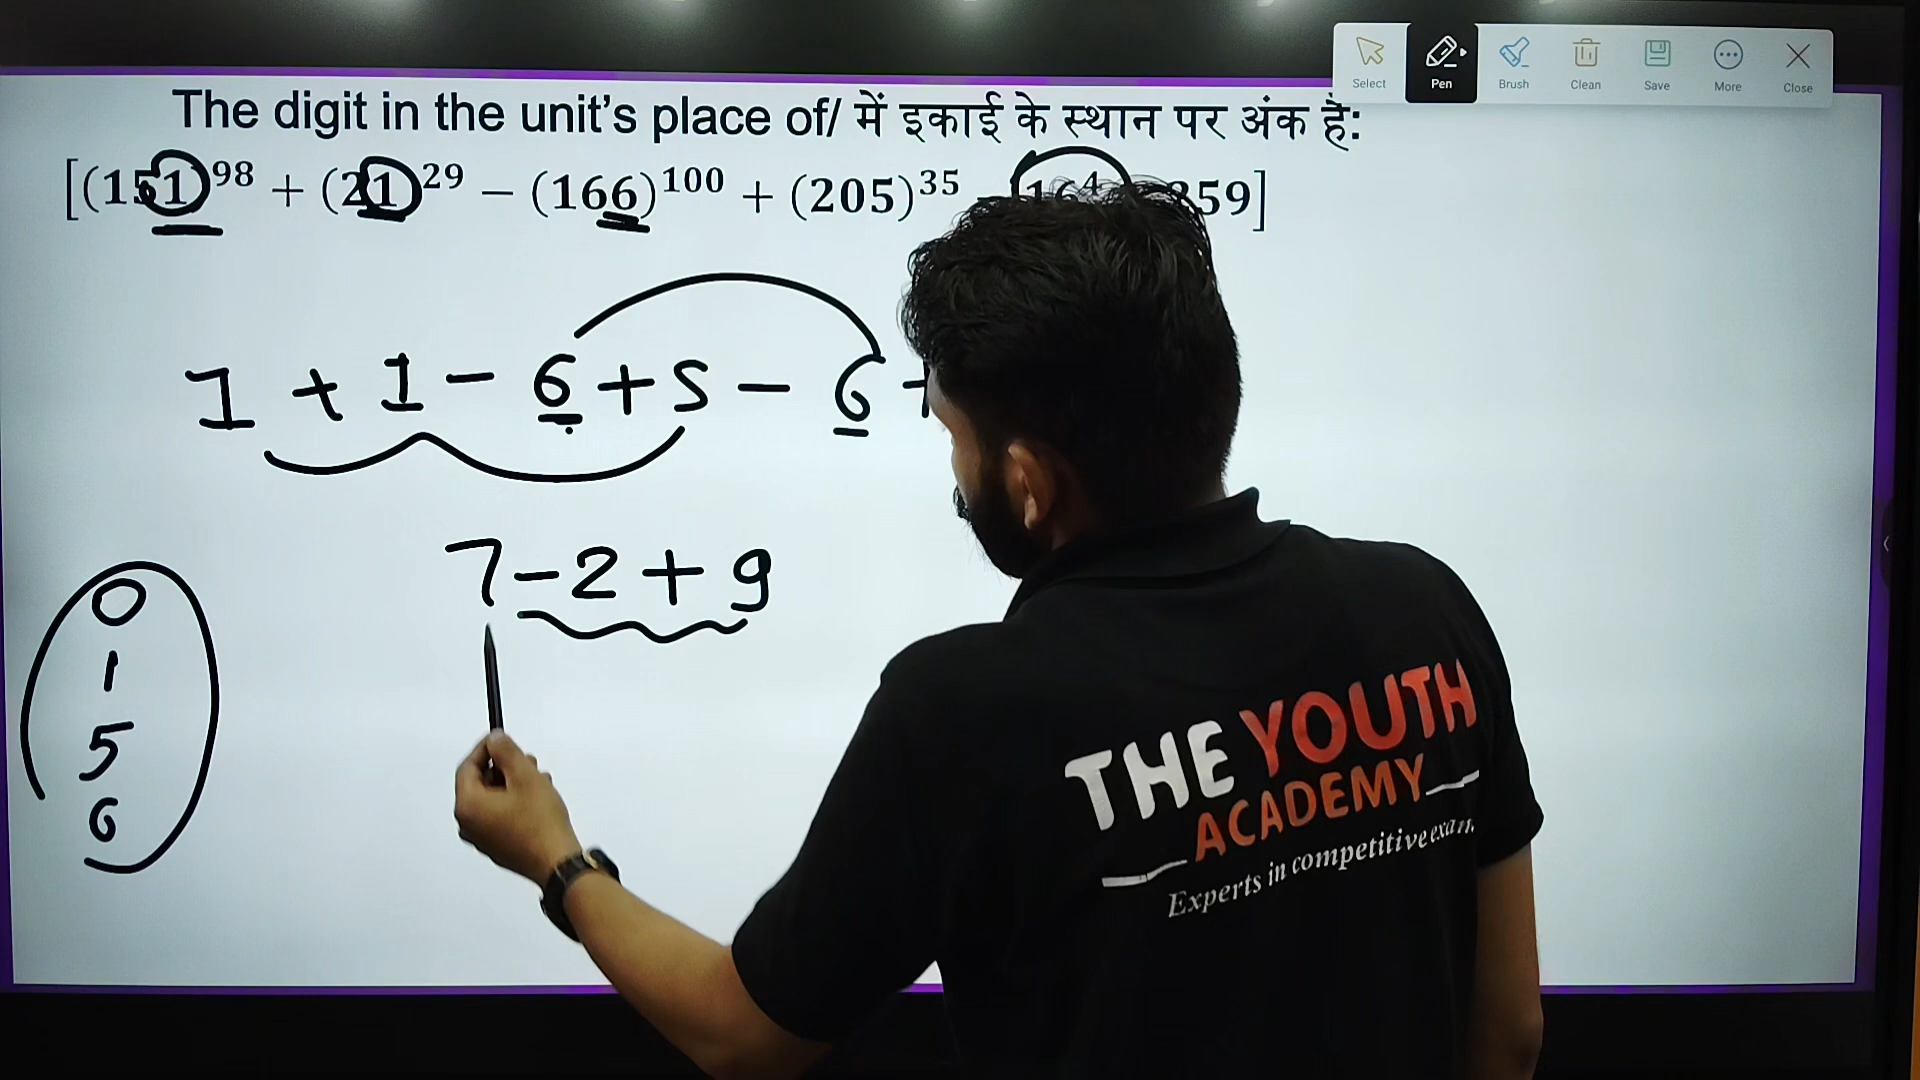 Select Pen Brush Clean Save More Close
The digit in the unit's place of/ में इकाई के स्थान पर अंक है:
[(151)⁹⁸ + (21)²⁹ − (166)¹⁰⁰ + (205)³⁵ − 16⁴ 359]
1 + 1 − 6 + 5 − 6 +
7 − 2 + 9
0
1
5
6
THE YOUTH
ACADEMY
Experts in competitive exam.